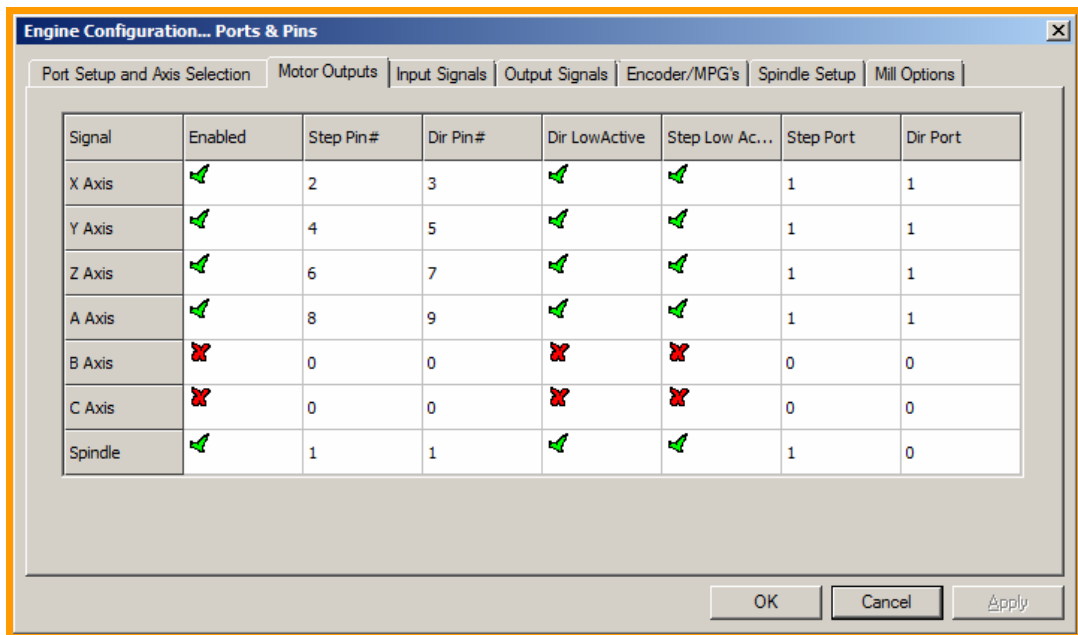 Engine Configuration... Ports & Pins
Port Setup and Axis Selection Motor Outputs Input Signals Output Signals Encoder/MPG's Spindle Setup Mill Options
Signal Enabled Step Pin# Dir Pin# Dir LowActive Step Low Ac... Step Port Dir Port
X Axis 2 3 1 1
Y Axis 4 5 1 1
Z Axis 6 7 1 1
A Axis 8 9 1 1
B Axis 0 0 0 0
C Axis 0 0 0 0
Spindle 1 1 1 0
OK Cancel Apply